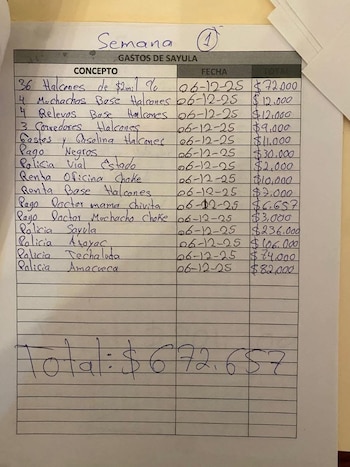 Semana ①
GASTOS DE SAYULA
CONCEPTO FECHA TOTAL
36 Halcones de $2mil % 06-12-25 $72.000
4 Muchachos Base Halcones 06-12-25 $12.000
4 Relevos Base Halcones 06-12-25 $12.000
3 Corredores Halcones 06-12-25 $9.000
Gastos y Gasolina Halcones 06-12-25 $11.000
Pago Negros 06-12-25 $30.000
Policia Vial Estado 06-12-25 $2.000
Renta Oficina Choke 06-12-25 $10.000
Renta Base Halcones 06-12-25 $7.000
Pago Doctor mama chivita 06-12-25 $6.657
Pago Doctor Muchacho Choke 06-12-25 $3.000
Policia Sayula 06-12-25 $236.000
Policia Atoyac 06-12-25 $106.000
Policia Techaluta 06-12-25 $74.000
Policia Amacueca 06-12-25 $82.000
Total: $672.657